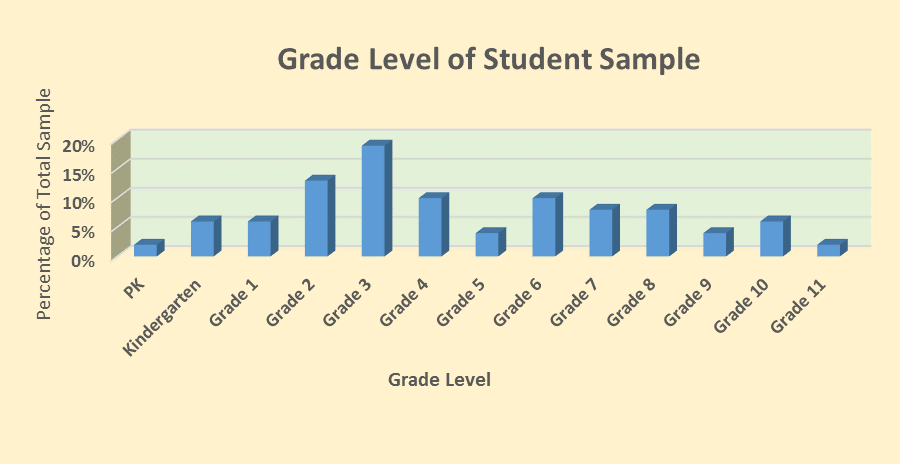 Grade Level of Student Sample
Percentage of Total Sample
20%
15%
10%
5%
0%
PK
Kindergarten
Grade 1
Grade 2
Grade 3
Grade 4
Grade 5
Grade 6
Grade 7
Grade 8
Grade 9
Grade 10
Grade 11
Grade Level